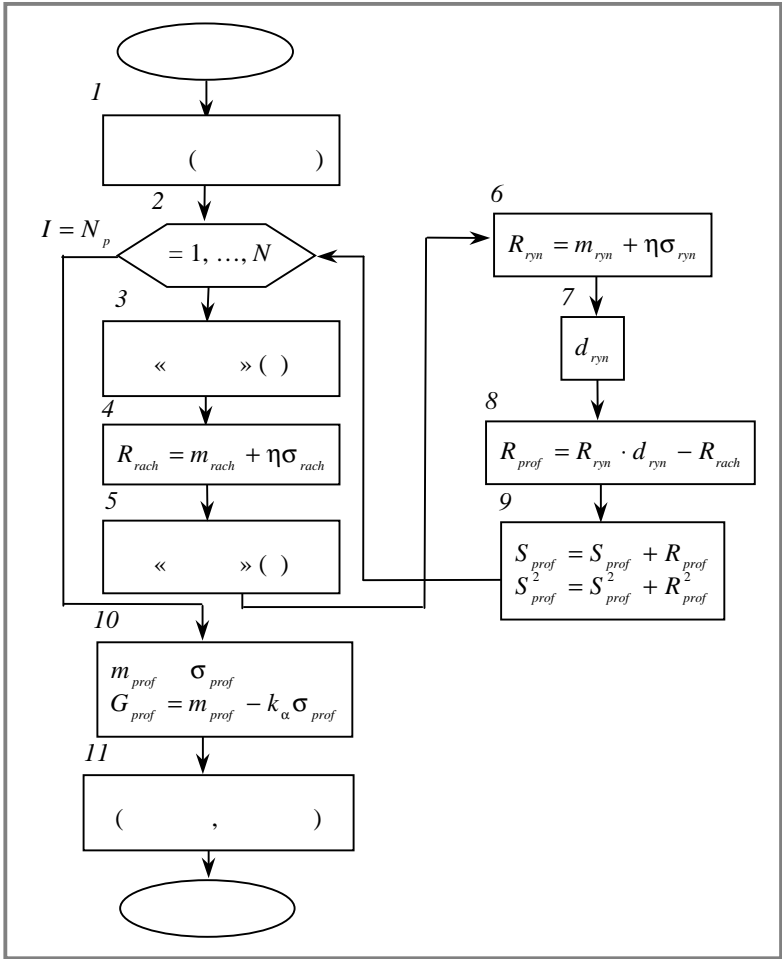 1
( )
2
I = N_p
= 1, ..., N
3
« » ( )
4
R_rach = m_rach + ησ_rach
5
« » ( )
6
R_ryn = m_ryn + ησ_ryn
7
d_ryn
8
R_prof = R_ryn · d_ryn − R_rach
9
S_prof = S_prof + R_prof
S²_prof = S²_prof + R²_prof
10
m_prof σ_prof
G_prof = m_prof − k_α σ_prof
11
( , )